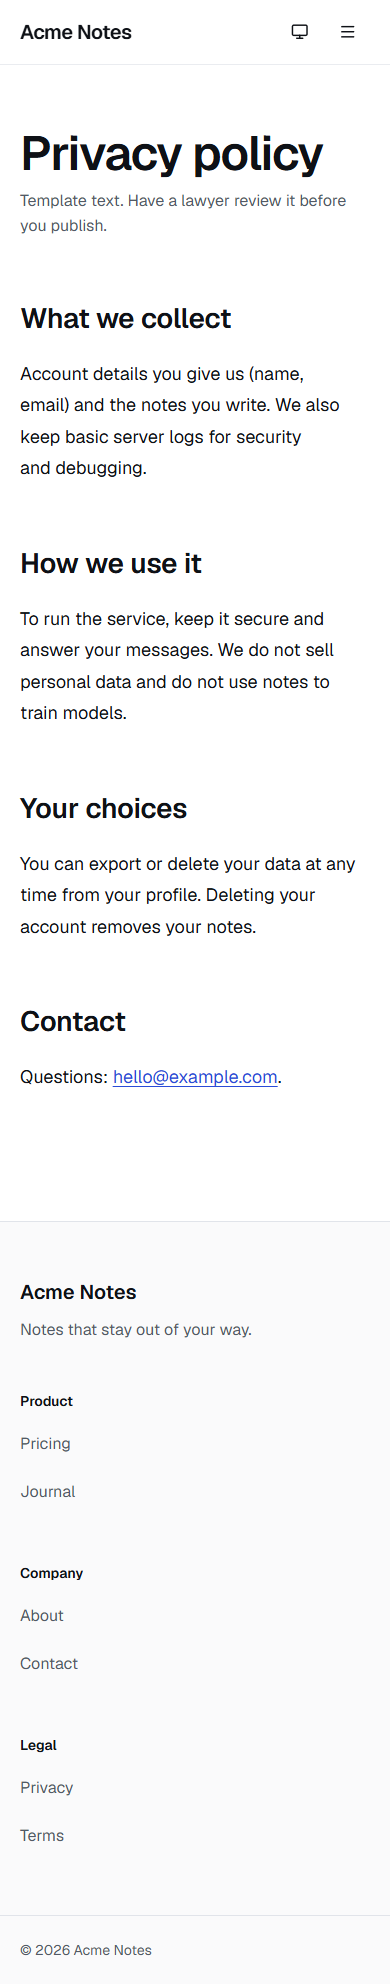 Acme Notes
Privacy policy
Template text. Have a lawyer review it before
you publish.
What we collect
Account details you give us (name,
email) and the notes you write. We also
keep basic server logs for security
and debugging.
How we use it
To run the service, keep it secure and
answer your messages. We do not sell
personal data and do not use notes to
train models.
Your choices
You can export or delete your data at any
time from your profile. Deleting your
account removes your notes.
Contact
Questions: hello@example.com.
Acme Notes
Notes that stay out of your way.
Product
Pricing
Journal
Company
About
Contact
Legal
Privacy
Terms
© 2026 Acme Notes